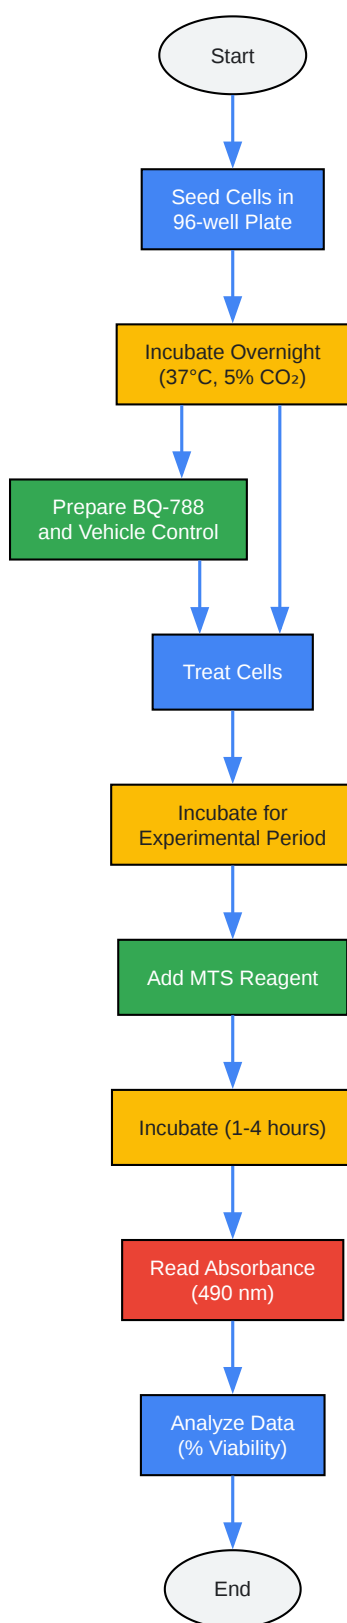 Start
Seed Cells in
96-well Plate
Incubate Overnight
(37°C, 5% CO₂)
Prepare BQ-788
and Vehicle Control
Treat Cells
Incubate for
Experimental Period
Add MTS Reagent
Incubate (1-4 hours)
Read Absorbance
(490 nm)
Analyze Data
(% Viability)
End